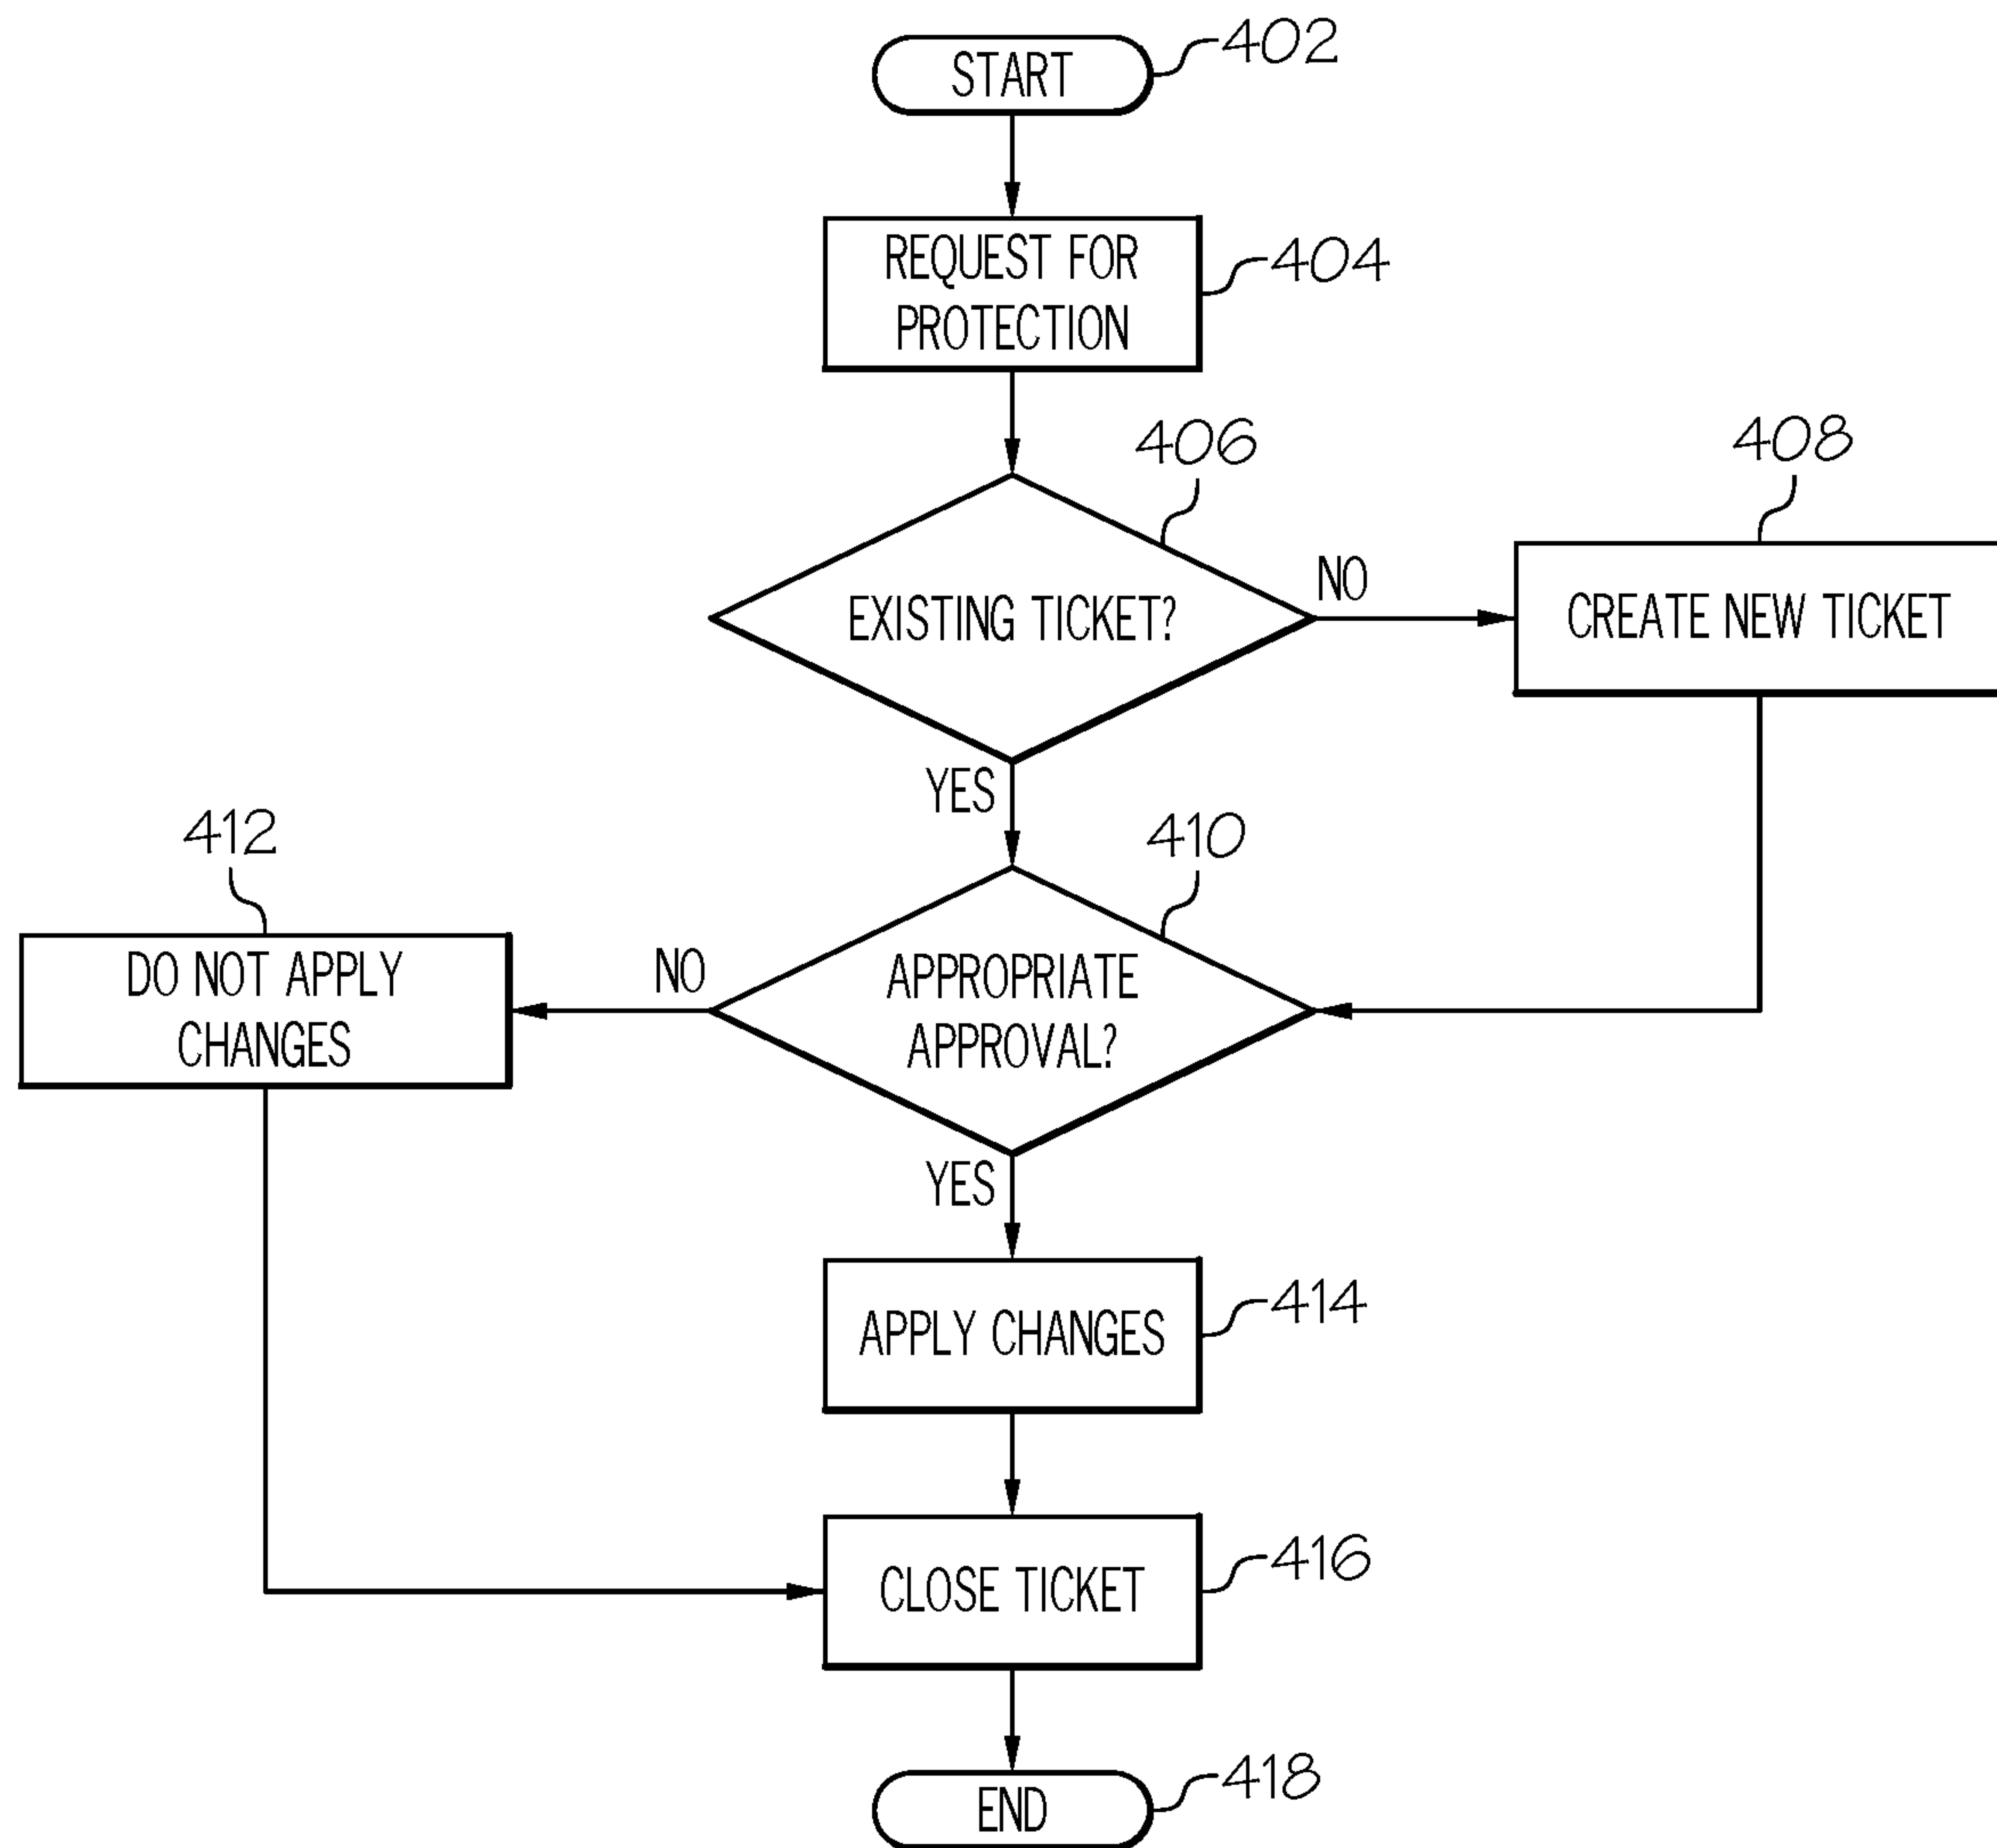 START
402
REQUEST FOR
PROTECTION
404
406
EXISTING TICKET?
NO
408
CREATE NEW TICKET
YES
410
APPROPRIATE
APPROVAL?
NO
412
DO NOT APPLY
CHANGES
YES
APPLY CHANGES
414
CLOSE TICKET
416
END
418